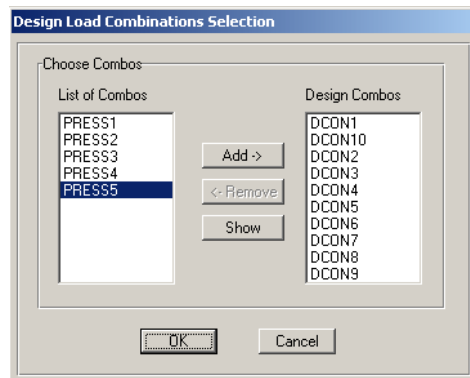 Design Load Combinations Selection
Choose Combos
List of Combos
PRESS1
PRESS2
PRESS3
PRESS4
PRESS5
Add ->
<- Remove
Show
Design Combos
DCON1
DCON10
DCON2
DCON3
DCON4
DCON5
DCON6
DCON7
DCON8
DCON9
OK
Cancel